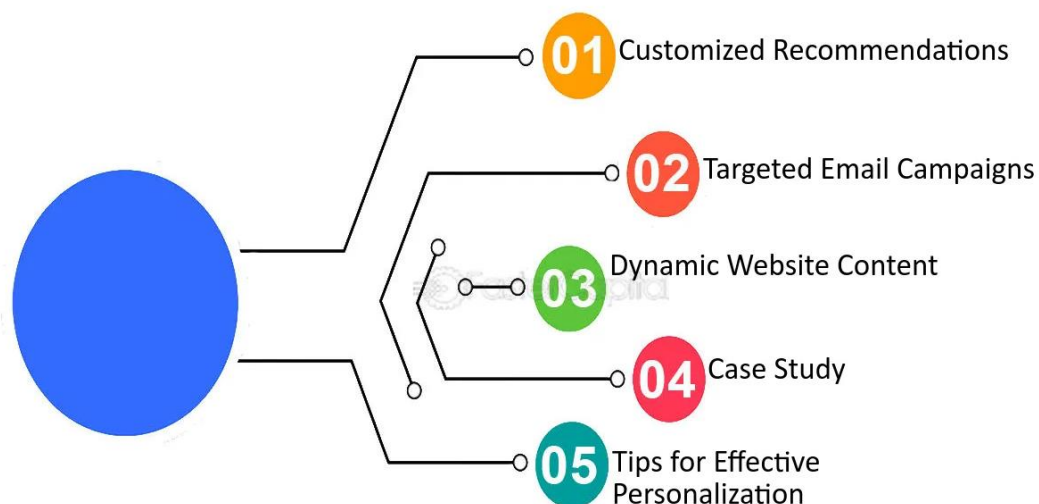 01 Customized Recommendations
02 Targeted Email Campaigns
03 Dynamic Website Content
04 Case Study
05 Tips for Effective
Personalization